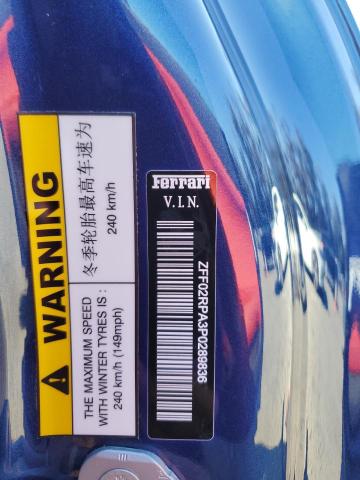 WARNING
THE MAXIMUM SPEED
WITH WINTER TYRES IS :
240 km/h (149mph)
冬季轮胎最高车速为
240 km/h
Ferrari
V.I.N.
ZFF02RPA3P0289836